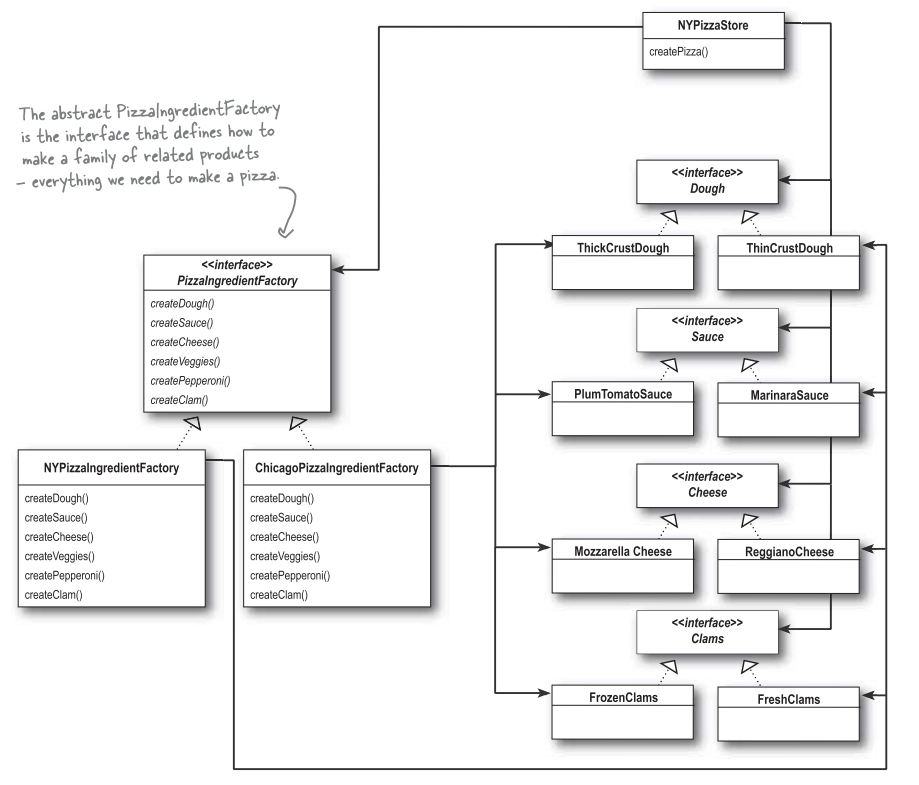 NYPizzaStore
createPizza()
The abstract PizzaIngredientFactory
is the interface that defines how to
make a family of related products
– everything we need to make a pizza.
<<interface>>
Dough
ThickCrustDough
ThinCrustDough
<<interface>>
PizzaIngredientFactory
createDough()
createSauce()
createCheese()
createVeggies()
createPepperoni()
createClam()
<<interface>>
Sauce
PlumTomatoSauce
MarinaraSauce
NYPizzaIngredientFactory
createDough()
createSauce()
createCheese()
createVeggies()
createPepperoni()
createClam()
ChicagoPizzaIngredientFactory
createDough()
createSauce()
createCheese()
createVeggies()
createPepperoni()
createClam()
<<interface>>
Cheese
Mozzarella Cheese
ReggianoCheese
<<interface>>
Clams
FrozenClams
FreshClams